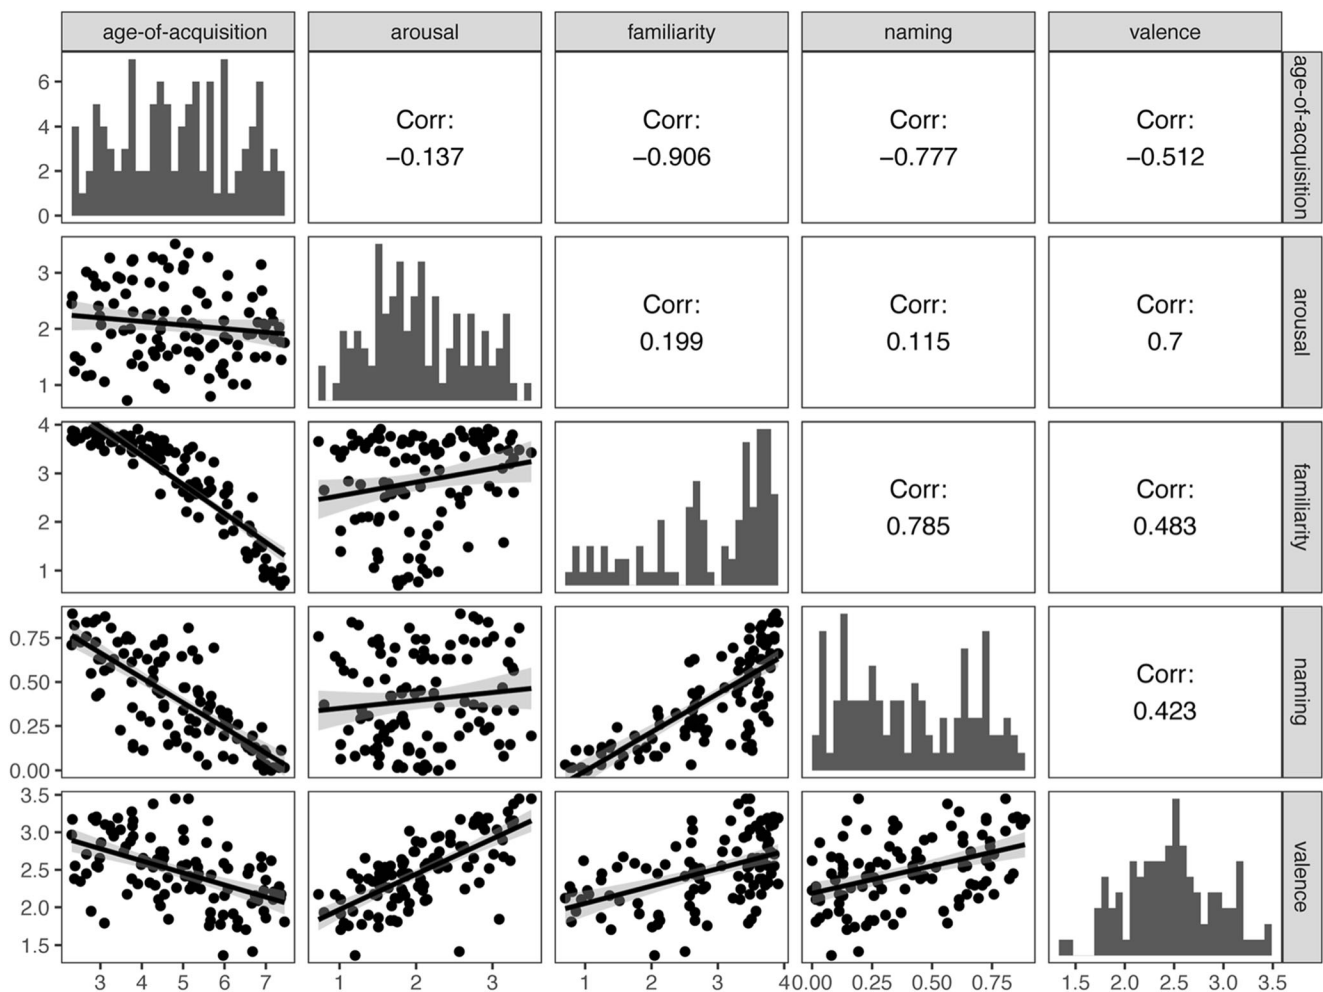 age-of-acquisition arousal familiarity naming valence
6
4
2
0
Corr:
−0.137
Corr:
−0.906
Corr:
−0.777
Corr:
−0.512
age-of-acquisition
3
2
1
Corr:
0.199
Corr:
0.115
Corr:
0.7
arousal
4
3
2
1
Corr:
0.785
Corr:
0.483
familiarity
0.75
0.50
0.25
0.00
Corr:
0.423
naming
3.5
3.0
2.5
2.0
1.5
valence
3 4 5 6 7 1 2 3 1 2 3 4 0.00 0.25 0.50 0.75 1.5 2.0 2.5 3.0 3.5